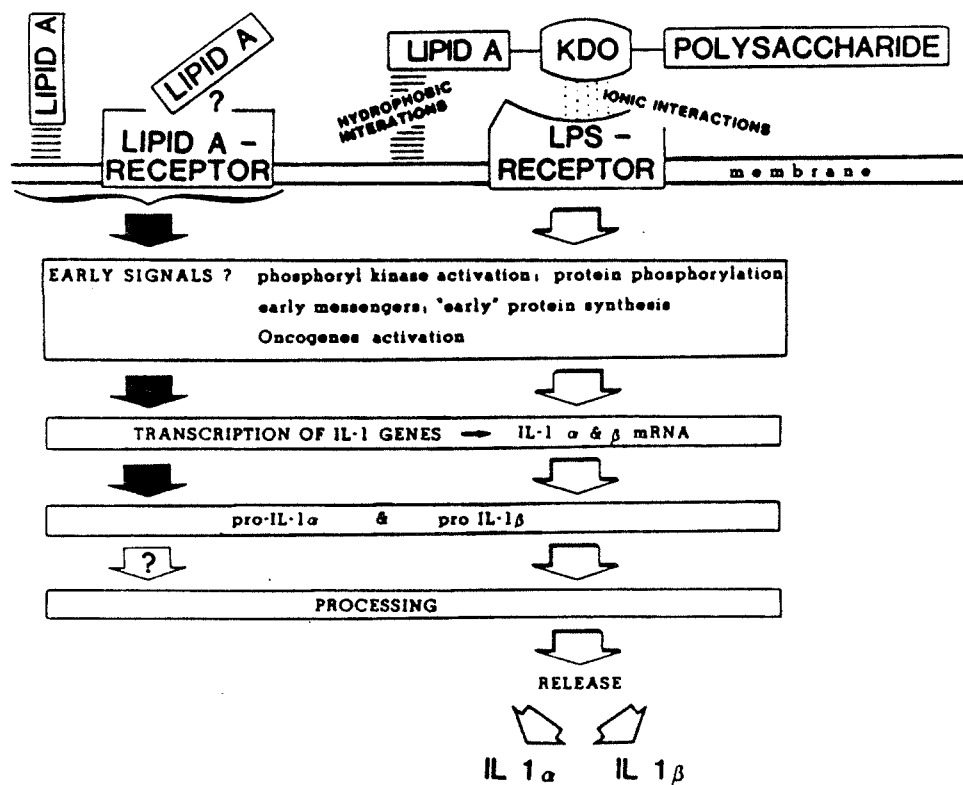 LIPID A
LIPID A
?
LIPID A -
RECEPTOR
LIPID A
KDO
POLYSACCHARIDE
HYDROPHOBIC
INTERATIONS
IONIC INTERACTIONS
LPS -
RECEPTOR
membrane
EARLY SIGNALS ? phosphoryl kinase activation; protein phosphorylation
early messengers; "early" protein synthesis
Oncogenes activation
TRANSCRIPTION OF IL-1 GENES → IL-1 α & β mRNA
pro-IL-1α & pro IL-1β
?
PROCESSING
RELEASE
IL 1 α IL 1 β